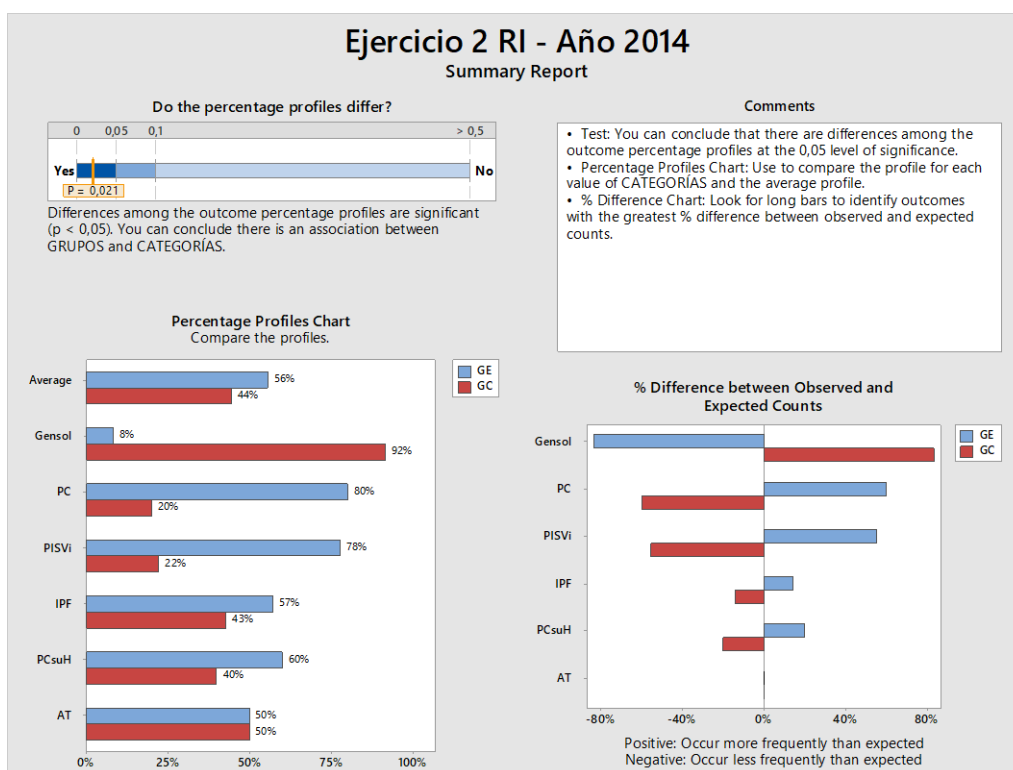 Ejercicio 2 RI - Año 2014
Summary Report
Do the percentage profiles differ?
0 0,05 0,1 > 0,5
Yes No
P = 0,021
Differences among the outcome percentage profiles are significant
(p < 0,05). You can conclude there is an association between
GRUPOS and CATEGORÍAS.
Comments
• Test: You can conclude that there are differences among the
outcome percentage profiles at the 0,05 level of significance.
• Percentage Profiles Chart: Use to compare the profile for each
value of CATEGORÍAS and the average profile.
• % Difference Chart: Look for long bars to identify outcomes
with the greatest % difference between observed and expected
counts.
Percentage Profiles Chart
Compare the profiles.
GE
GC
Average 56%
44%
Gensol 8%
92%
PC 80%
20%
PISVi 78%
22%
IPF 57%
43%
PCsuH 60%
40%
AT 50%
50%
0% 25% 50% 75% 100%
% Difference between Observed and
Expected Counts
GE
GC
Gensol
PC
PISVi
IPF
PCsuH
AT
-80% -40% 0% 40% 80%
Positive: Occur more frequently than expected
Negative: Occur less frequently than expected